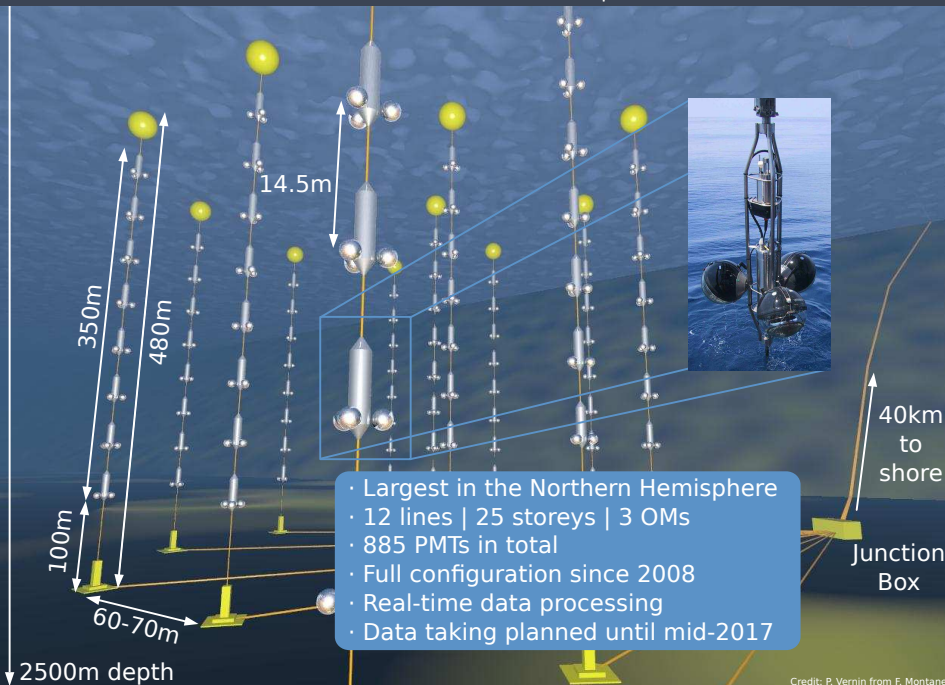 14.5m
350m
480m
100m
60-70m
2500m depth
40km
to
shore
Junction
Box
· Largest in the Northern Hemisphere
· 12 lines | 25 storeys | 3 OMs
· 885 PMTs in total
· Full configuration since 2008
· Real-time data processing
· Data taking planned until mid-2017
Credit: P. Vernin from F. Montane